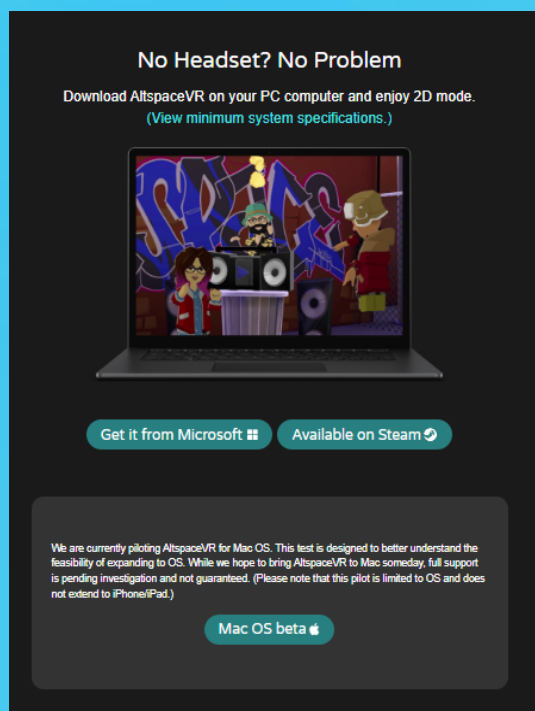 No Headset? No Problem
Download AltspaceVR on your PC computer and enjoy 2D mode.
(View minimum system specifications.)
SPACE
Get it from Microsoft
Available on Steam
We are currently piloting AltspaceVR for Mac OS. This test is designed to better understand the
feasibility of expanding to OS. While we hope to bring AltspaceVR to Mac someday, full support
is pending investigation and not guaranteed. (Please note that this pilot is limited to OS and does
not extend to iPhone/iPad.)
Mac OS beta